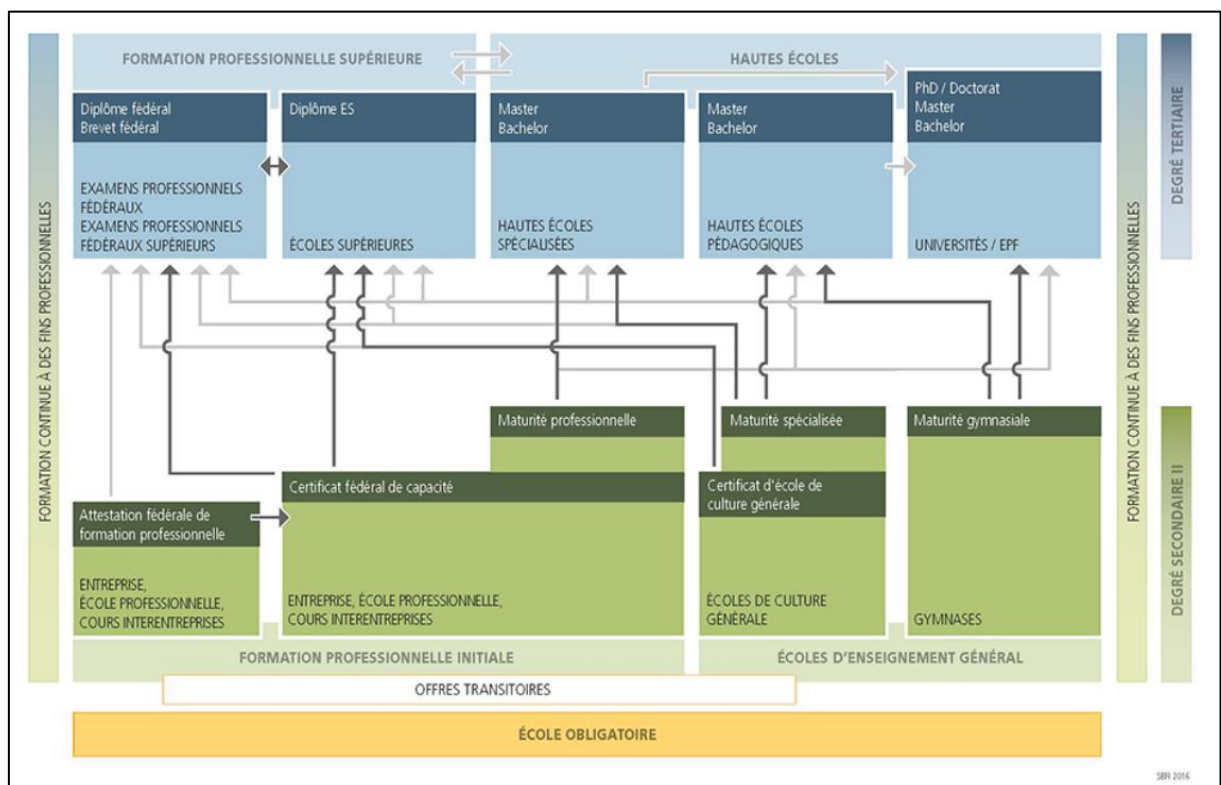 FORMATION CONTINUE À DES FINS PROFESSIONNELLES
FORMATION PROFESSIONNELLE SUPÉRIEURE
HAUTES ÉCOLES
Diplôme fédéral
Brevet fédéral
EXAMENS PROFESSIONNELS
FÉDÉRAUX
EXAMENS PROFESSIONNELS
FÉDÉRAUX SUPÉRIEURS
Diplôme ES
ÉCOLES SUPÉRIEURES
Master
Bachelor
HAUTES ÉCOLES
SPÉCIALISÉES
Master
Bachelor
HAUTES ÉCOLES
PÉDAGOGIQUES
PhD / Doctorat
Master
Bachelor
UNIVERSITÉS / EPF
FORMATION CONTINUE À DES FINS PROFESSIONNELLES
DEGRÉ TERTIAIRE
Attestation fédérale de
formation professionnelle
ENTREPRISE,
ÉCOLE PROFESSIONNELLE,
COURS INTERENTREPRISES
Maturité professionnelle
Certificat fédéral de capacité
ENTREPRISE, ÉCOLE PROFESSIONNELLE,
COURS INTERENTREPRISES
Maturité spécialisée
Certificat d'école de
culture générale
ÉCOLES DE CULTURE
GÉNÉRALE
Maturité gymnasiale
GYMNASES
DEGRÉ SECONDAIRE II
FORMATION PROFESSIONNELLE INITIALE
ÉCOLES D'ENSEIGNEMENT GÉNÉRAL
OFFRES TRANSITOIRES
ÉCOLE OBLIGATOIRE
SBR 2016